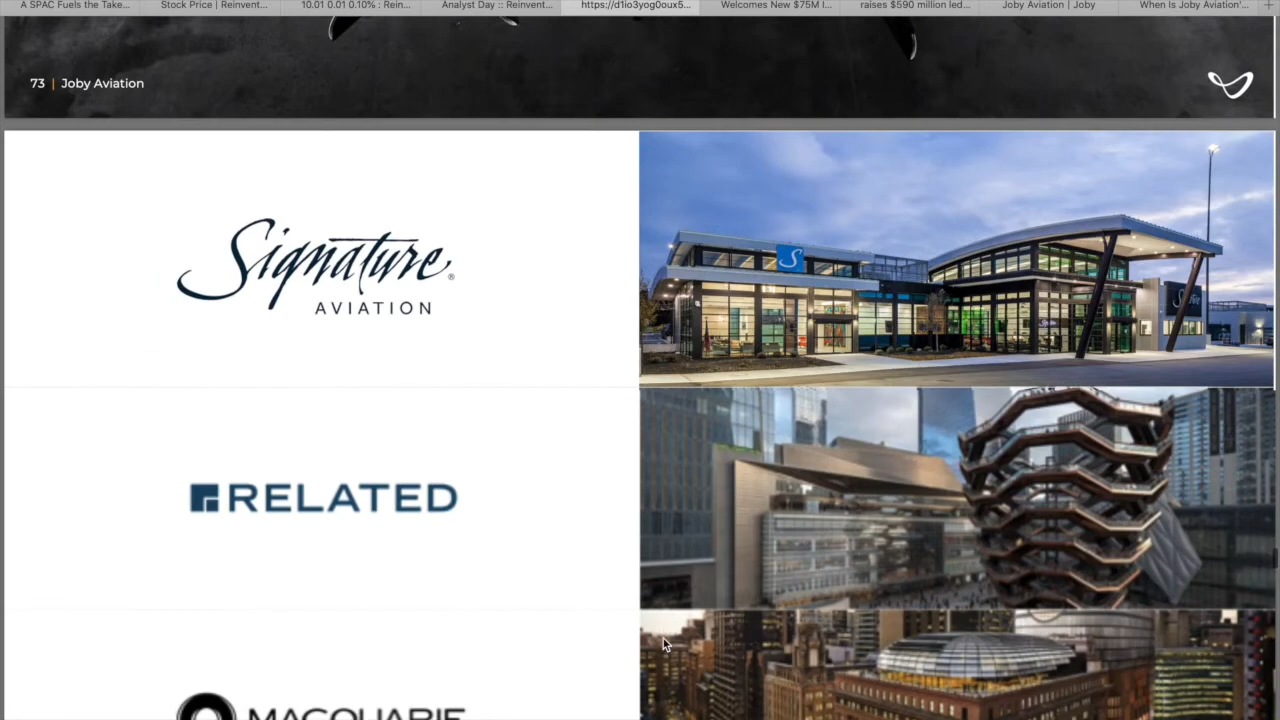 A SPAC Fuels the Take...
Stock Price | Reinvent...
10.01 0.01 0.10% : Rein...
Analyst Day :: Reinvent...
https://d1io3yog0oux5...
Welcomes New $75M I...
raises $590 million led...
Joby Aviation | Joby
When Is Joby Aviation'...
73 | Joby Aviation
Signature
AVIATION
RELATED
MACQUARIE